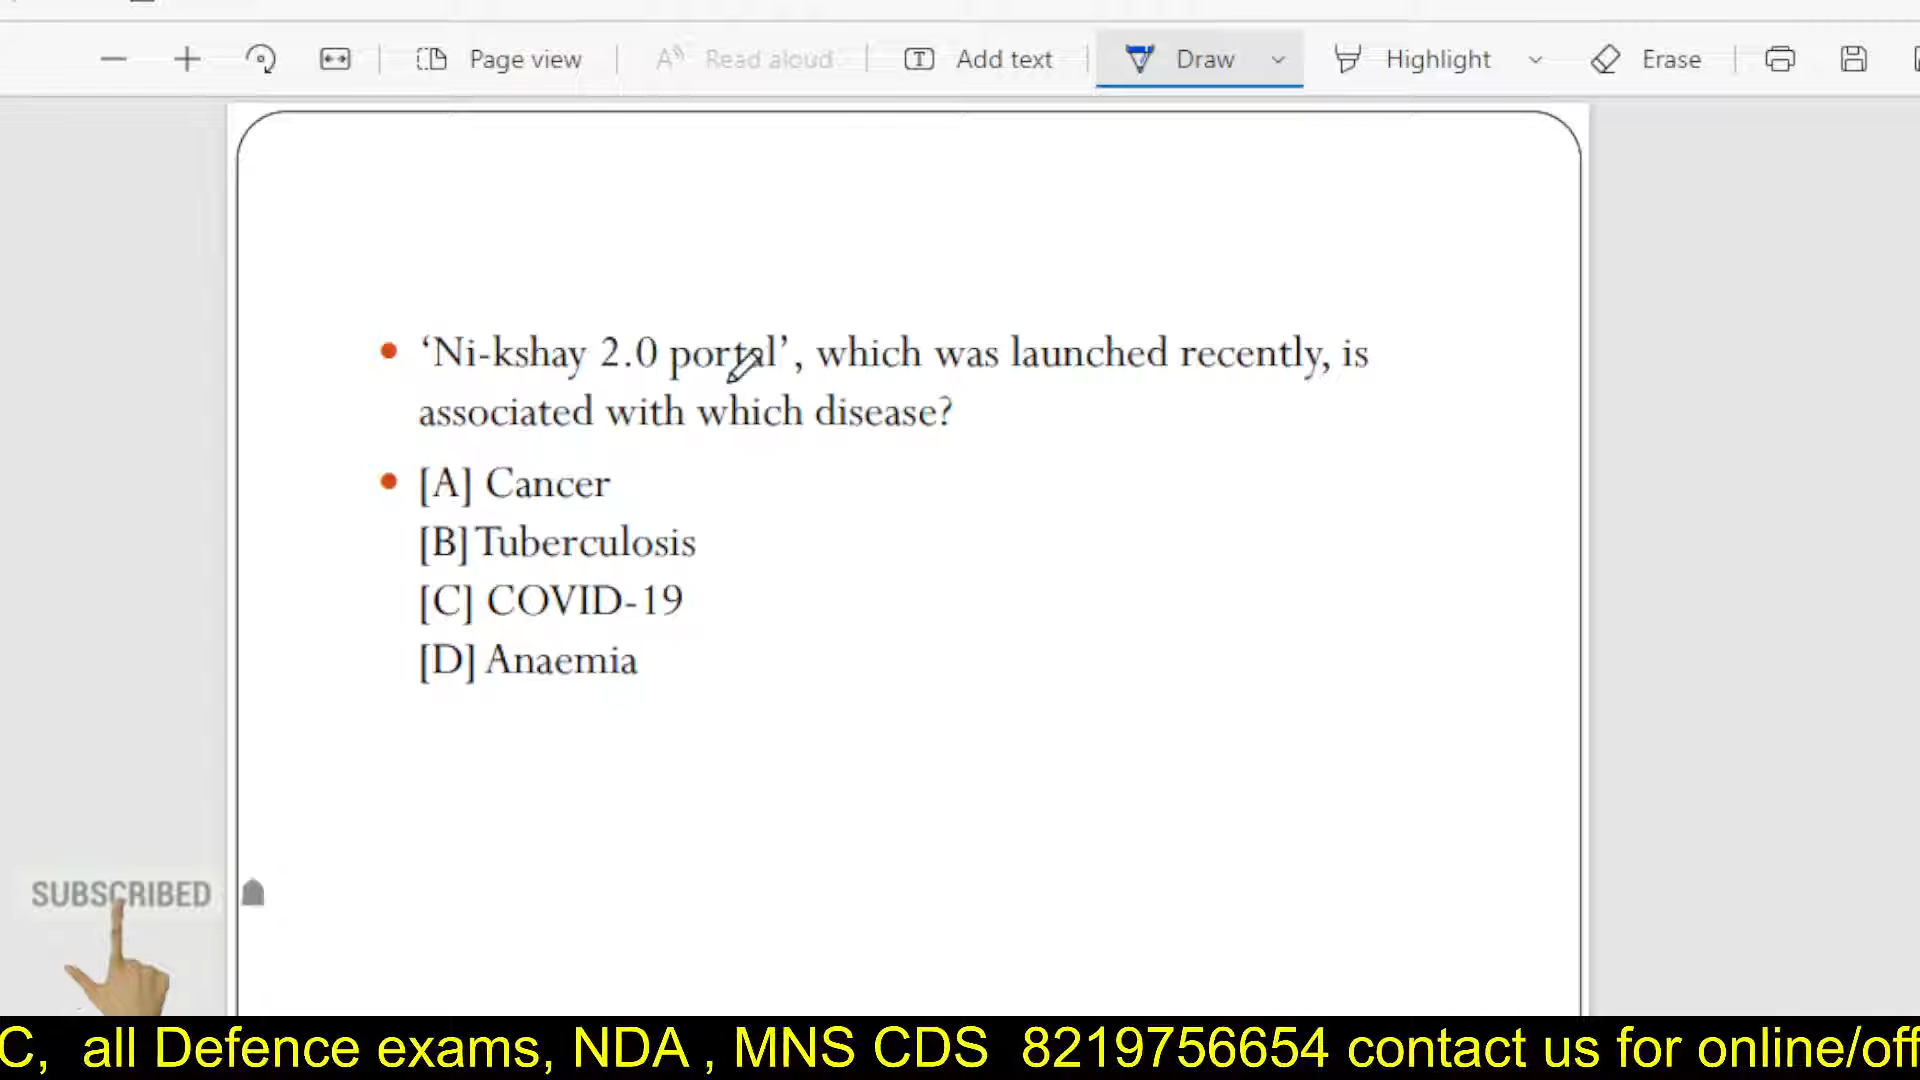 Page view
Read aloud
Add text
Draw
Highlight
Erase
‘Ni-kshay 2.0 portal’, which was launched recently, is
associated with which disease?
[A] Cancer
[B] Tuberculosis
[C] COVID-19
[D] Anaemia
SUBSCRIBED
C, all Defence exams, NDA , MNS CDS 8219756654 contact us for online/off